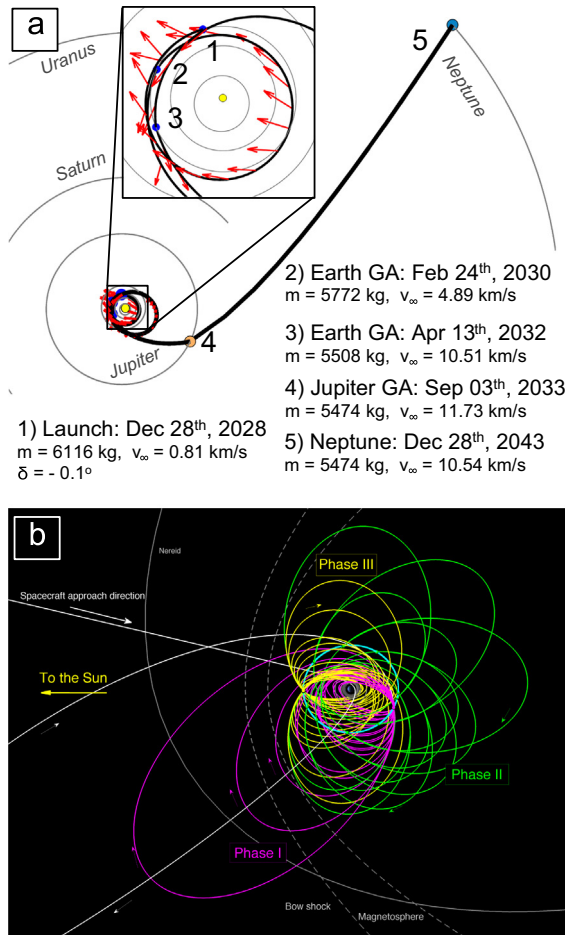 a
Uranus
Saturn
Jupiter
Neptune
1
2
3
4
5
2) Earth GA: Feb 24th, 2030
m = 5772 kg, v∞ = 4.89 km/s
3) Earth GA: Apr 13th, 2032
m = 5508 kg, v∞ = 10.51 km/s
4) Jupiter GA: Sep 03th, 2033
m = 5474 kg, v∞ = 11.73 km/s
5) Neptune: Dec 28th, 2043
m = 5474 kg, v∞ = 10.54 km/s
1) Launch: Dec 28th, 2028
m = 6116 kg, v∞ = 0.81 km/s
δ = - 0.1º
b
Nereid
Phase III
Spacecraft approach direction
To the Sun
Phase II
Phase I
Bow shock
Magnetosphere